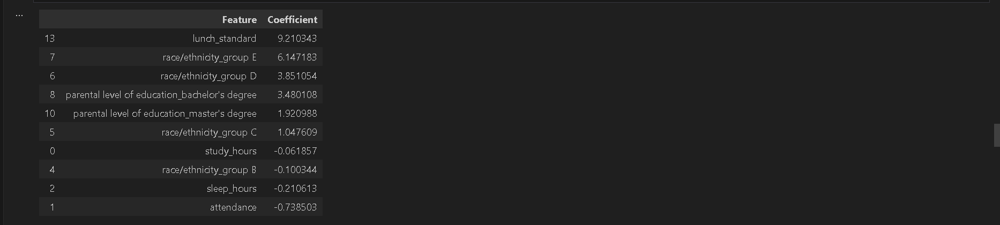 ...
Feature Coefficient
13 lunch_standard 9.210343
7 race/ethnicity_group E 6.147183
6 race/ethnicity_group D 3.851054
8 parental level of education_bachelor's degree 3.480108
10 parental level of education_master's degree 1.920988
5 race/ethnicity_group C 1.047609
0 study_hours -0.061857
4 race/ethnicity_group B -0.100344
2 sleep_hours -0.210613
1 attendance -0.738503